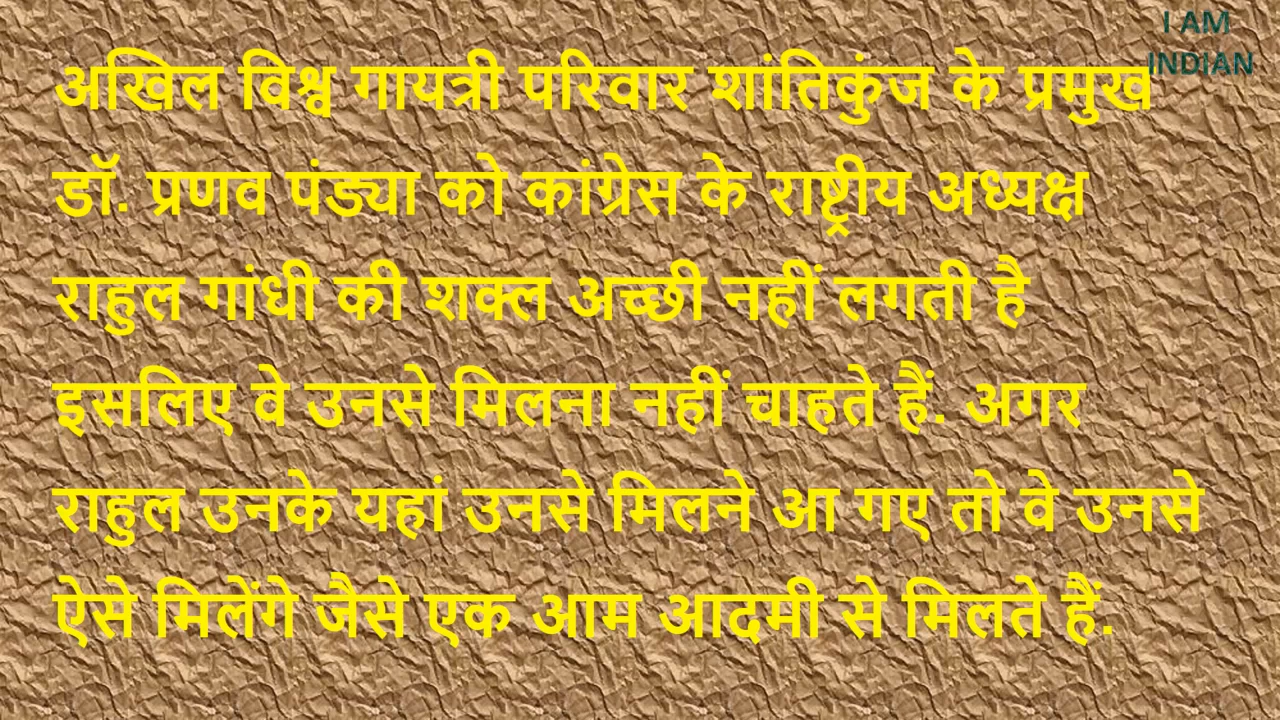 I AM
INDIAN
अखिल विश्व गायत्री परिवार शांतिकुंज के प्रमुख
डॉ. प्रणव पंड्या को कांग्रेस के राष्ट्रीय अध्यक्ष
राहुल गांधी की शक्ल अच्छी नहीं लगती है
इसलिए वे उनसे मिलना नहीं चाहते हैं. अगर
राहुल उनके यहां उनसे मिलने आ गए तो वे उनसे
ऐसे मिलेंगे जैसे एक आम आदमी से मिलते हैं.